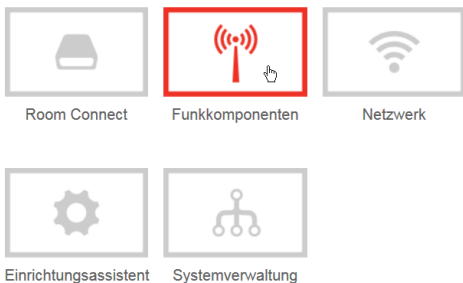 Room Connect
Funkkomponenten
Netzwerk
Einrichtungsassistent
Systemverwaltung